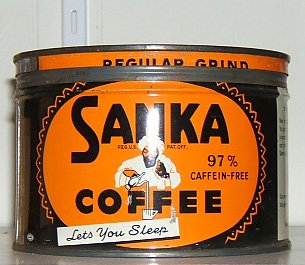 REGULAR GRIND
SANKA
REG. U.S. PAT. OFF.
97%
CAFFEIN-FREE
COFFEE
Lets You Sleep